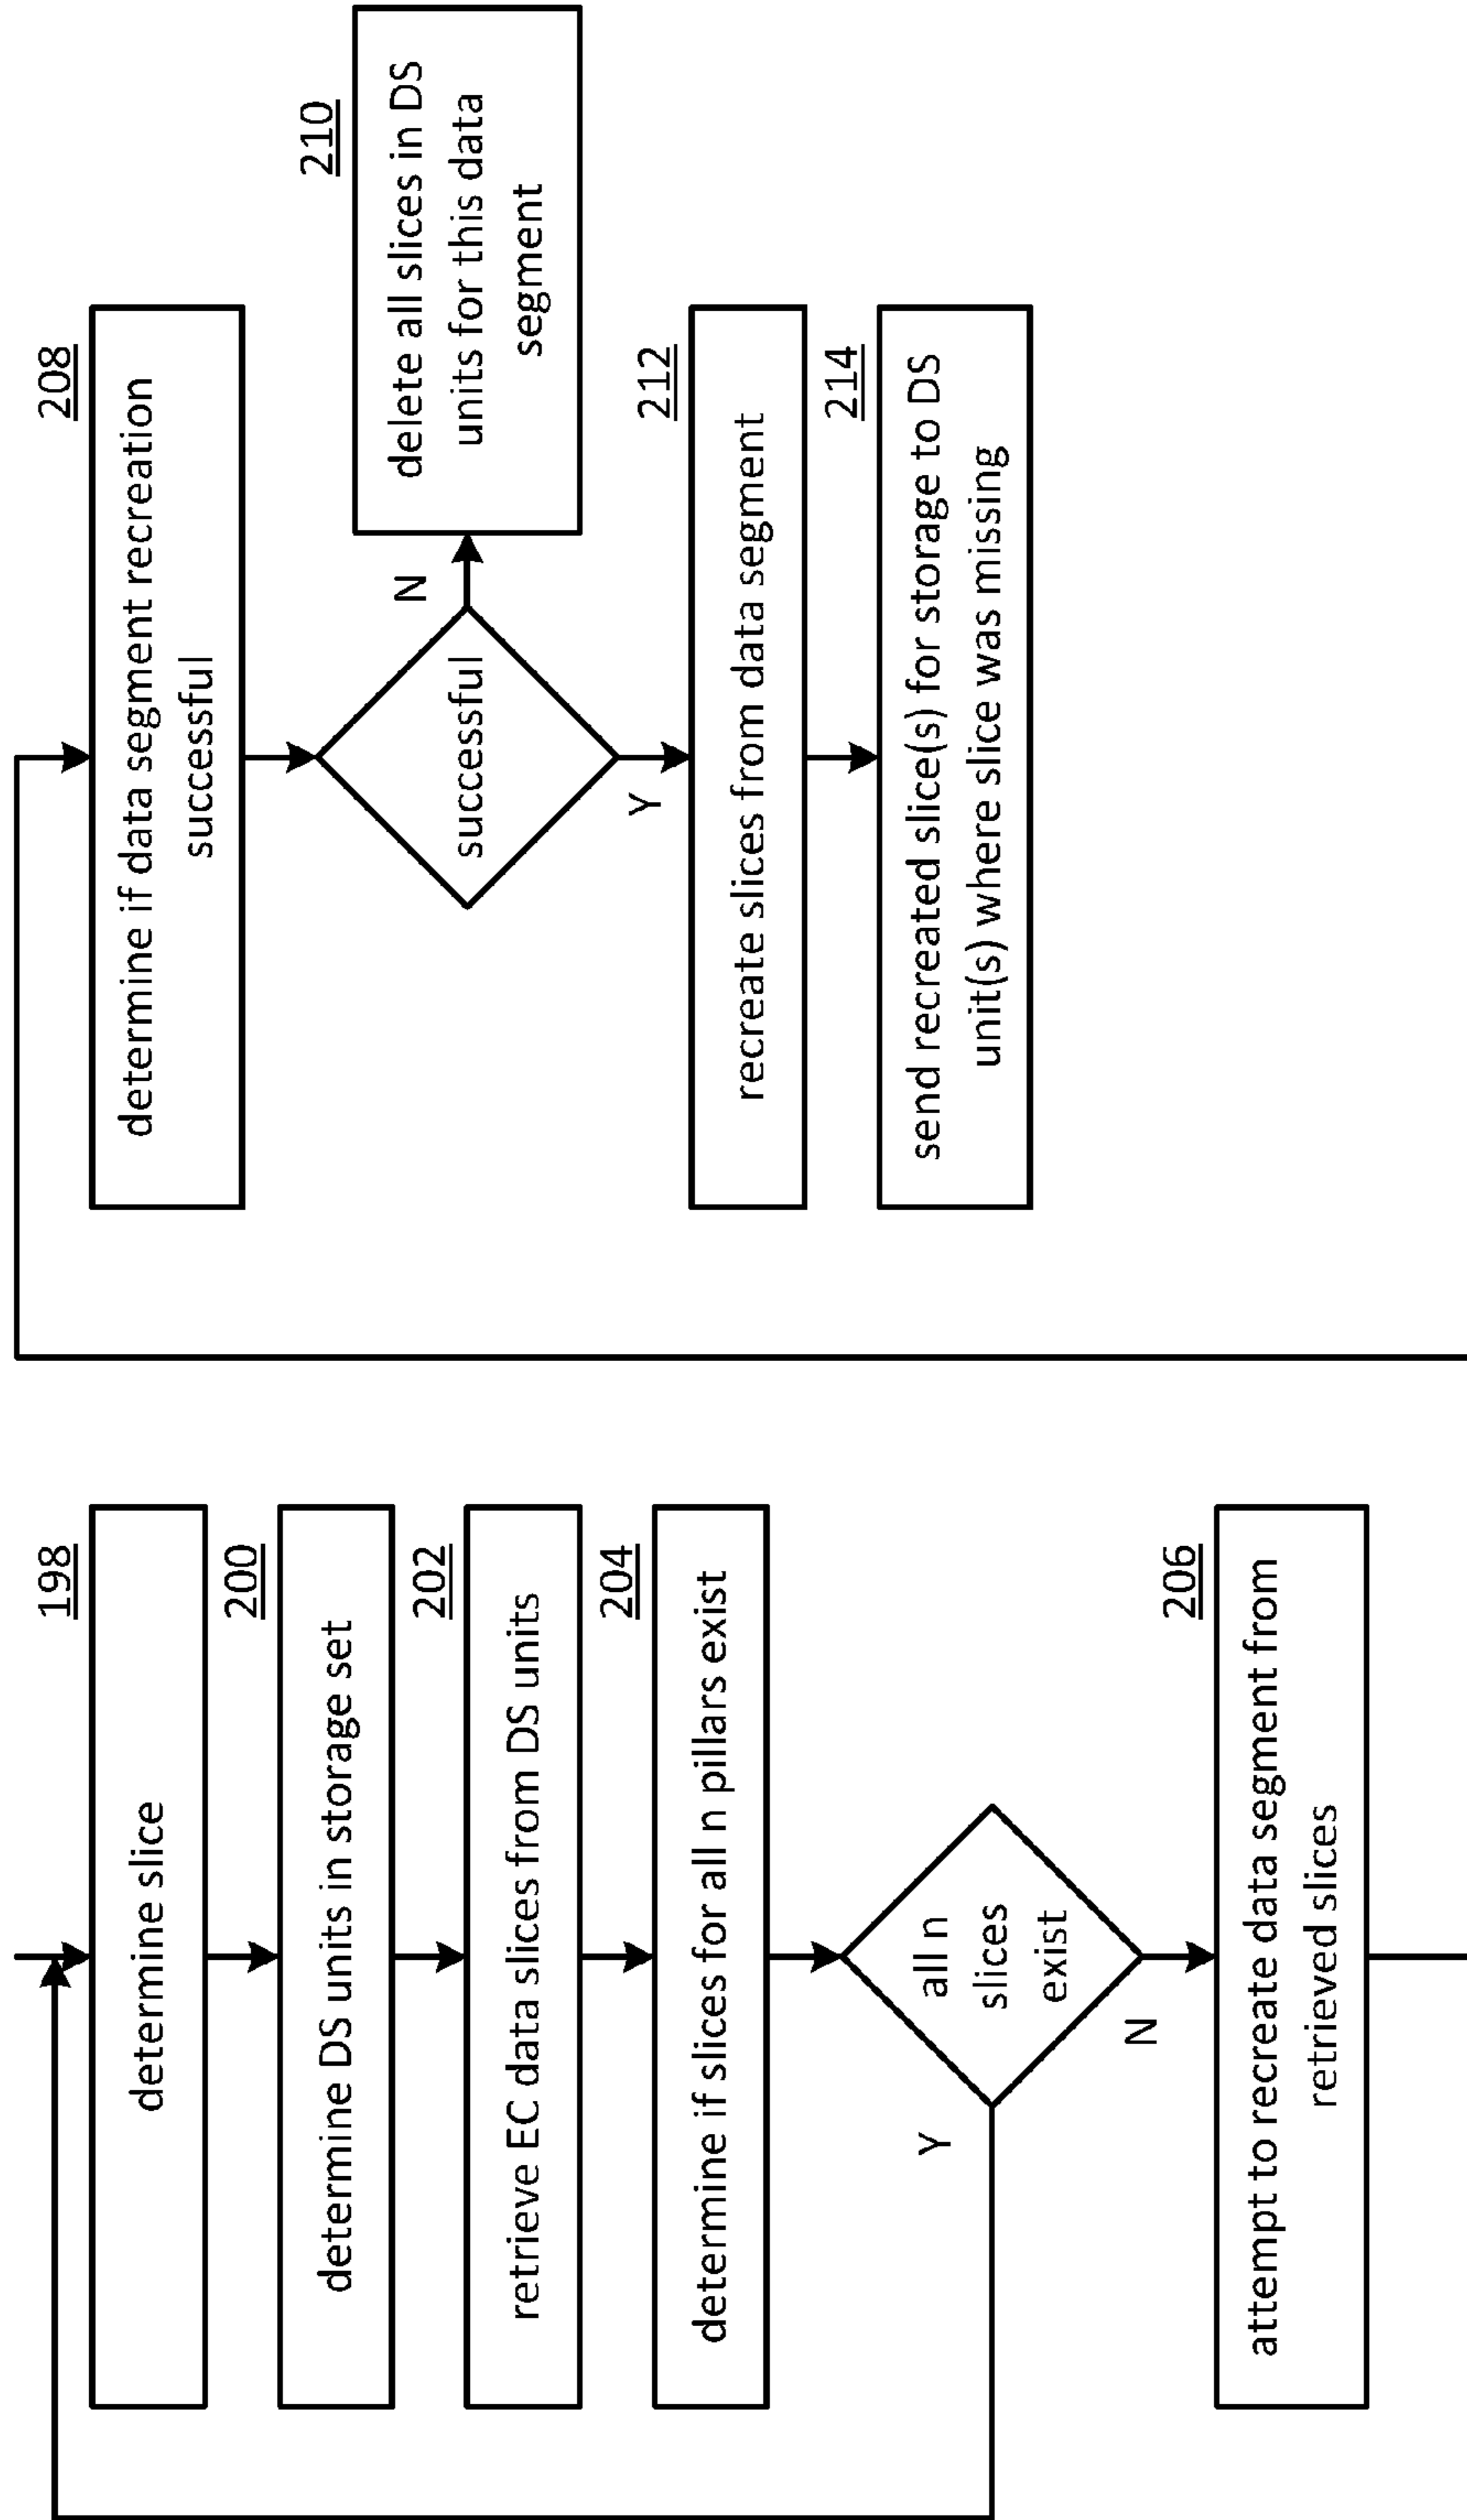 198
determine slice
200
determine DS units in storage set
202
retrieve EC data slices from DS units
204
determine if slices for all n pillars exist
all n
slices
exist
Y
N
206
attempt to recreate data segment from
retrieved slices
208
determine if data segment recreation
successful
successful
N
210
delete all slices in DS
units for this data
segment
Y
212
recreate slices from data segment
214
send recreated slice(s) for storage to DS
unit(s) where slice was missing